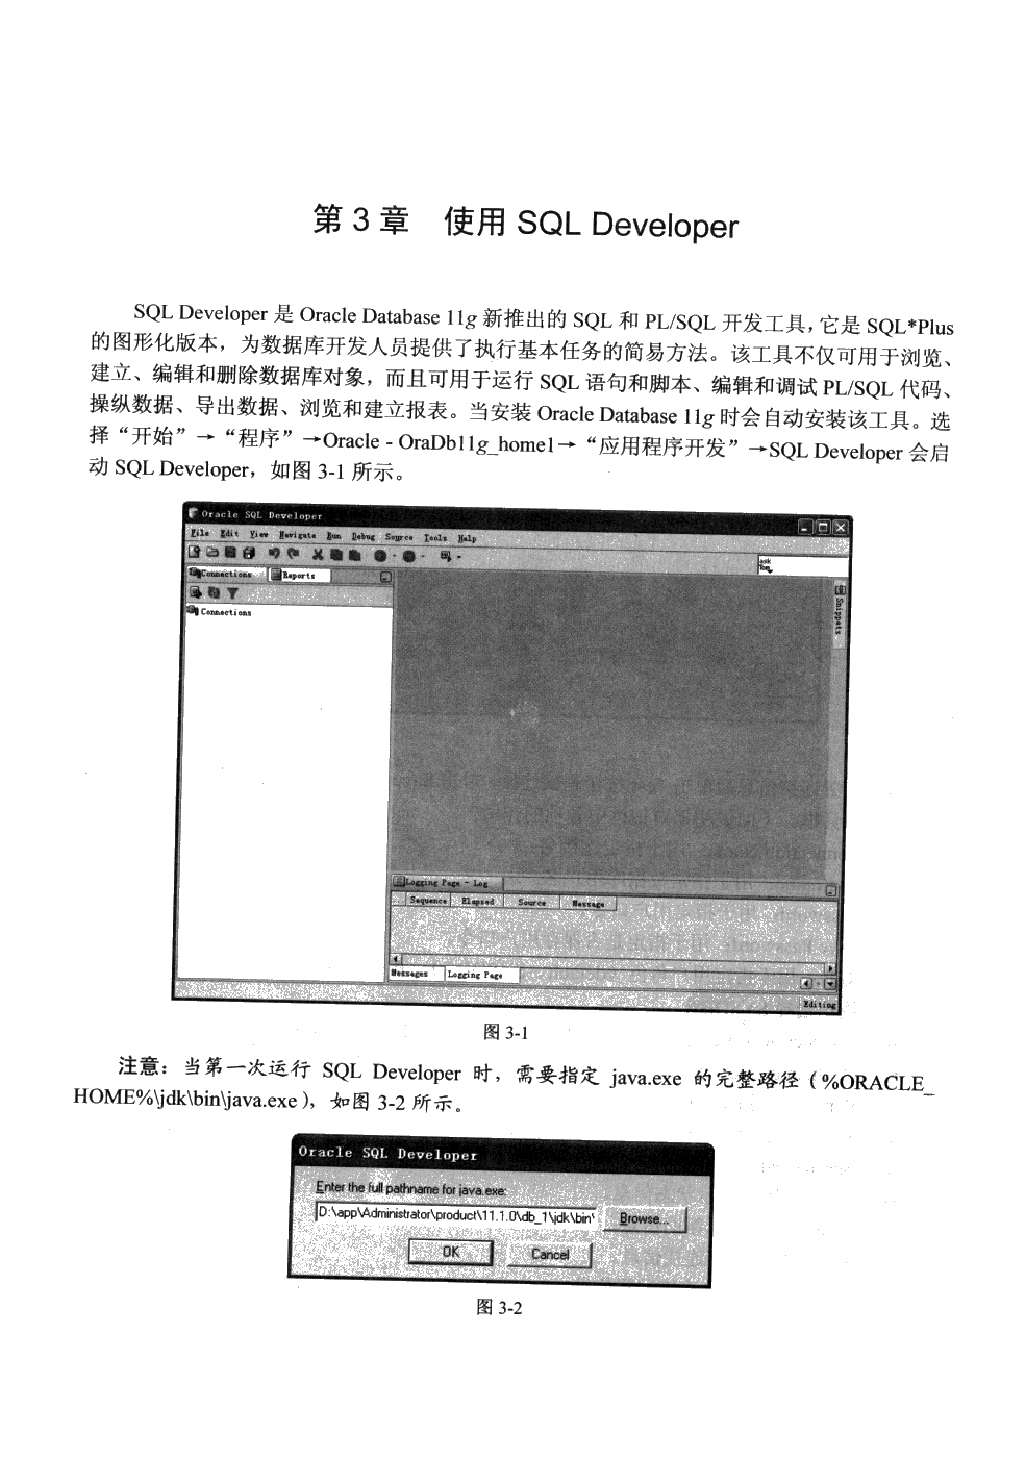 第 3 章 使用 SQL Developer
SQL Developer 是 Oracle Database 11g 新推出的 SQL 和 PL/SQL 开发工具，它是 SQL*Plus
的图形化版本，为数据库开发人员提供了执行基本任务的简易方法。该工具不仅可用于浏览、
建立、编辑和删除数据库对象，而且可用于运行 SQL 语句和脚本、编辑和调试 PL/SQL 代码、
操纵数据、导出数据、浏览和建立报表。当安装 Oracle Database 11g 时会自动安装该工具。选
择“开始”→“程序”→Oracle - OraDb11g_home1→“应用程序开发”→SQL Developer 会启
动 SQL Developer，如图 3-1 所示。
Oracle SQL Developer
File Edit View Navigate Run Debug Source Tools Help
Connections Reports
Connections
Snippets
Logging Page - Log
Sequence Elapsed Source Message
Messages Logging Page
Editing
图 3-1
注意：当第一次运行 SQL Developer 时，需要指定 java.exe 的完整路径（%ORACLE_
HOME%\jdk\bin\java.exe），如图 3-2 所示。
Oracle SQL Developer
Enter the full pathname for java.exe:
D:\app\Administrator\product\11.1.0\db_1\jdk\bin\ Browse...
OK Cancel
图 3-2